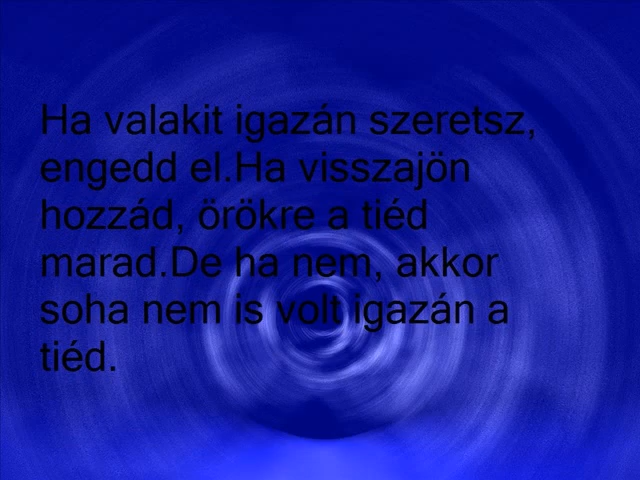 Ha valakit igazán szeretsz,
engedd el.Ha visszajön
hozzád, örökre a tiéd
marad.De ha nem, akkor
soha nem is volt igazán a
tiéd.